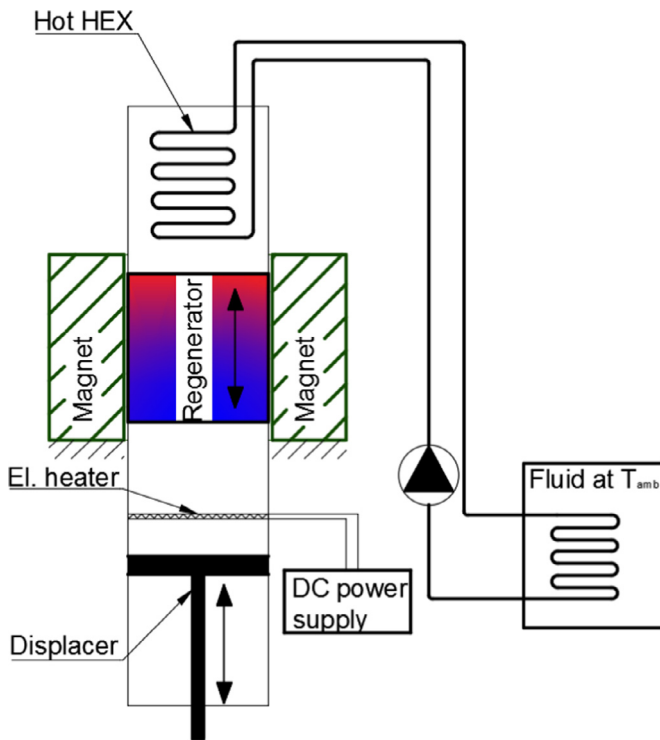 Hot HEX
Magnet
Regenerator
Magnet
El. heater
Fluid at Tamb
DC power
supply
Displacer